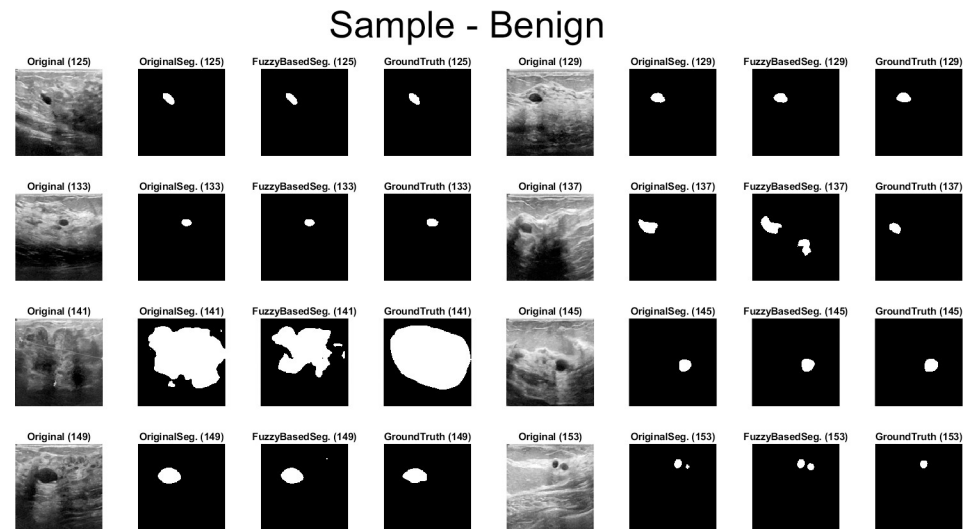 Sample - Benign
Original (125) OriginalSeg. (125) FuzzyBasedSeg. (125) GroundTruth (125) Original (129) OriginalSeg. (129) FuzzyBasedSeg. (129) GroundTruth (129)
Original (133) OriginalSeg. (133) FuzzyBasedSeg. (133) GroundTruth (133) Original (137) OriginalSeg. (137) FuzzyBasedSeg. (137) GroundTruth (137)
Original (141) OriginalSeg. (141) FuzzyBasedSeg. (141) GroundTruth (141) Original (145) OriginalSeg. (145) FuzzyBasedSeg. (145) GroundTruth (145)
Original (149) OriginalSeg. (149) FuzzyBasedSeg. (149) GroundTruth (149) Original (153) OriginalSeg. (153) FuzzyBasedSeg. (153) GroundTruth (153)